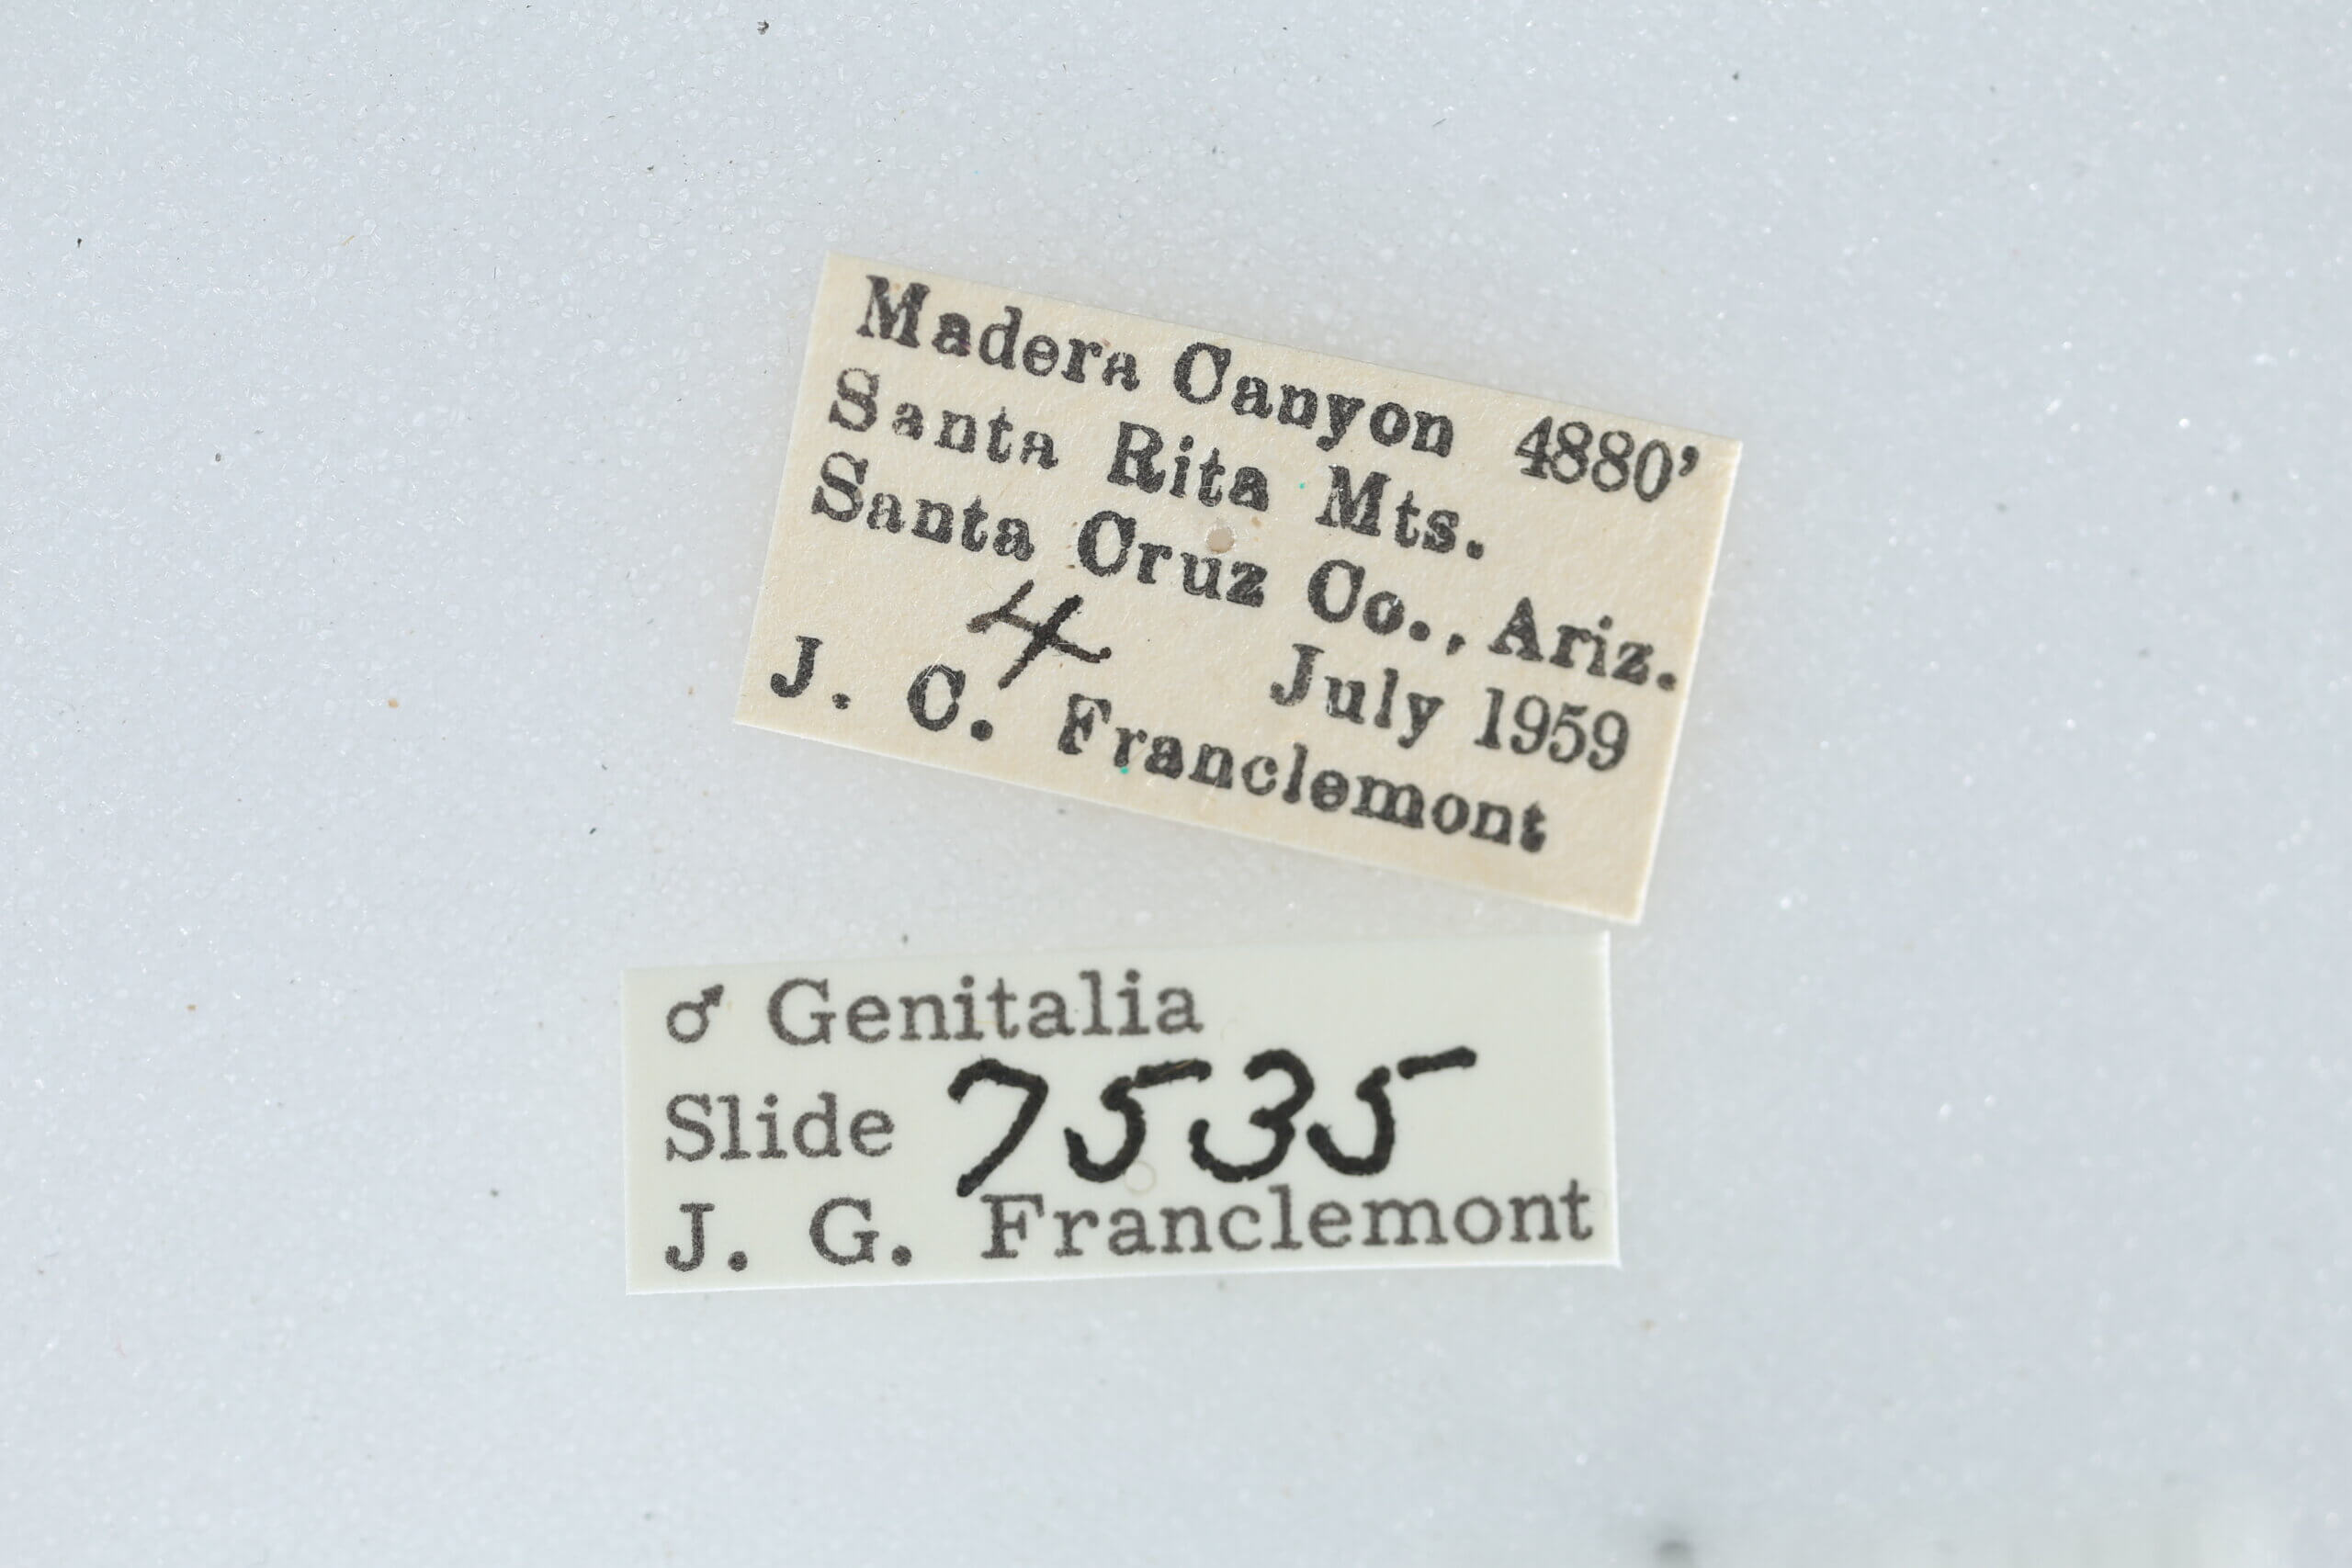 Madera Canyon 4880'
Santa Rita Mts.
Santa Cruz Co., Ariz.
4 July 1959
J. C. Franclemont
♂ Genitalia
Slide 7535
J. G. Franclemont